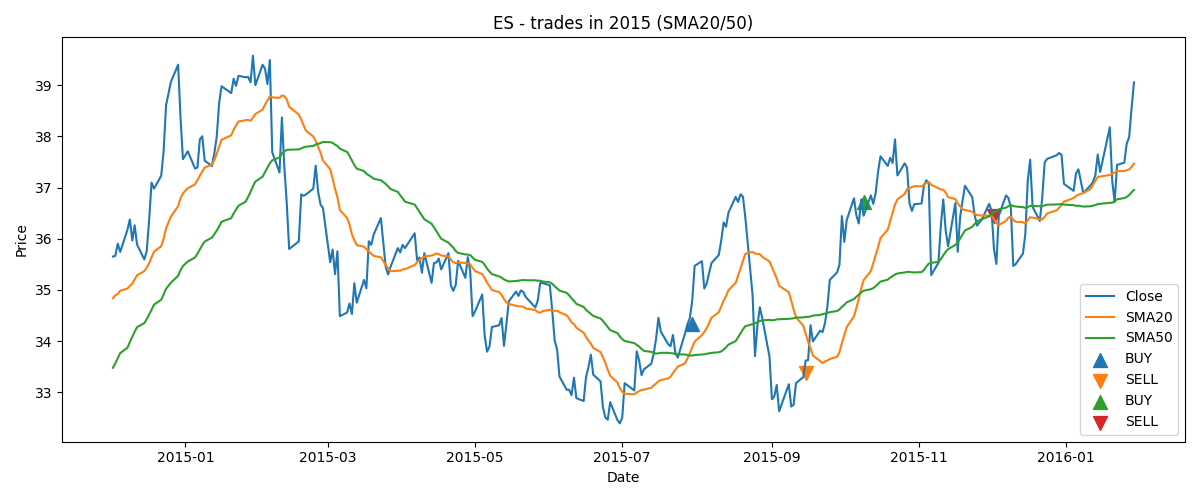 ES - trades in 2015 (SMA20/50)
Price
39
38
37
36
35
34
33
2015-01
2015-03
2015-05
2015-07
2015-09
2015-11
2016-01
Date
Close
SMA20
SMA50
BUY
SELL
BUY
SELL